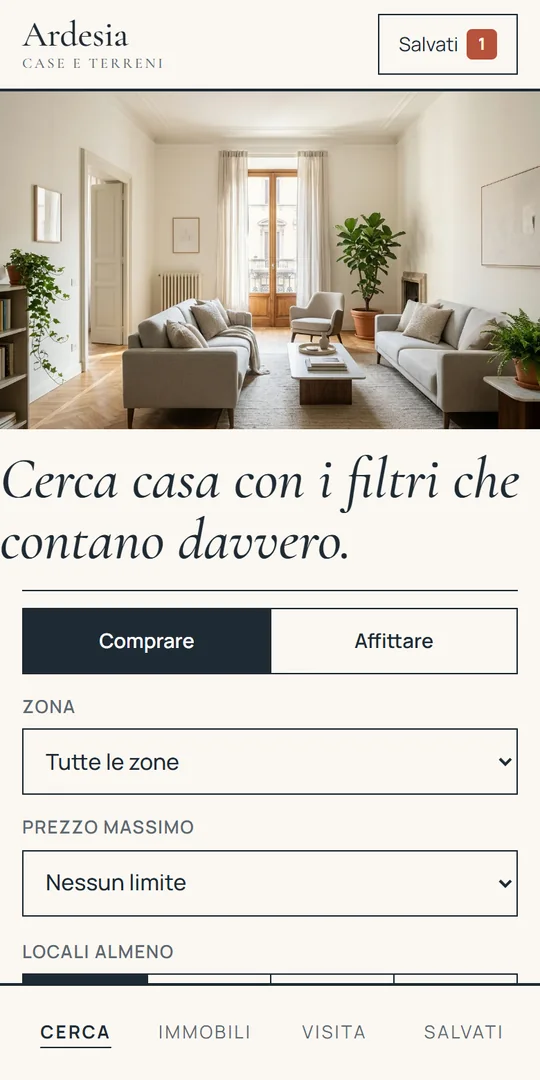 Ardesia
CASE E TERRENI
Salvati 1
Cerca casa con i filtri che
contano davvero.
Comprare
Affittare
ZONA
Tutte le zone
PREZZO MASSIMO
Nessun limite
LOCALI ALMENO
CERCA
IMMOBILI
VISITA
SALVATI